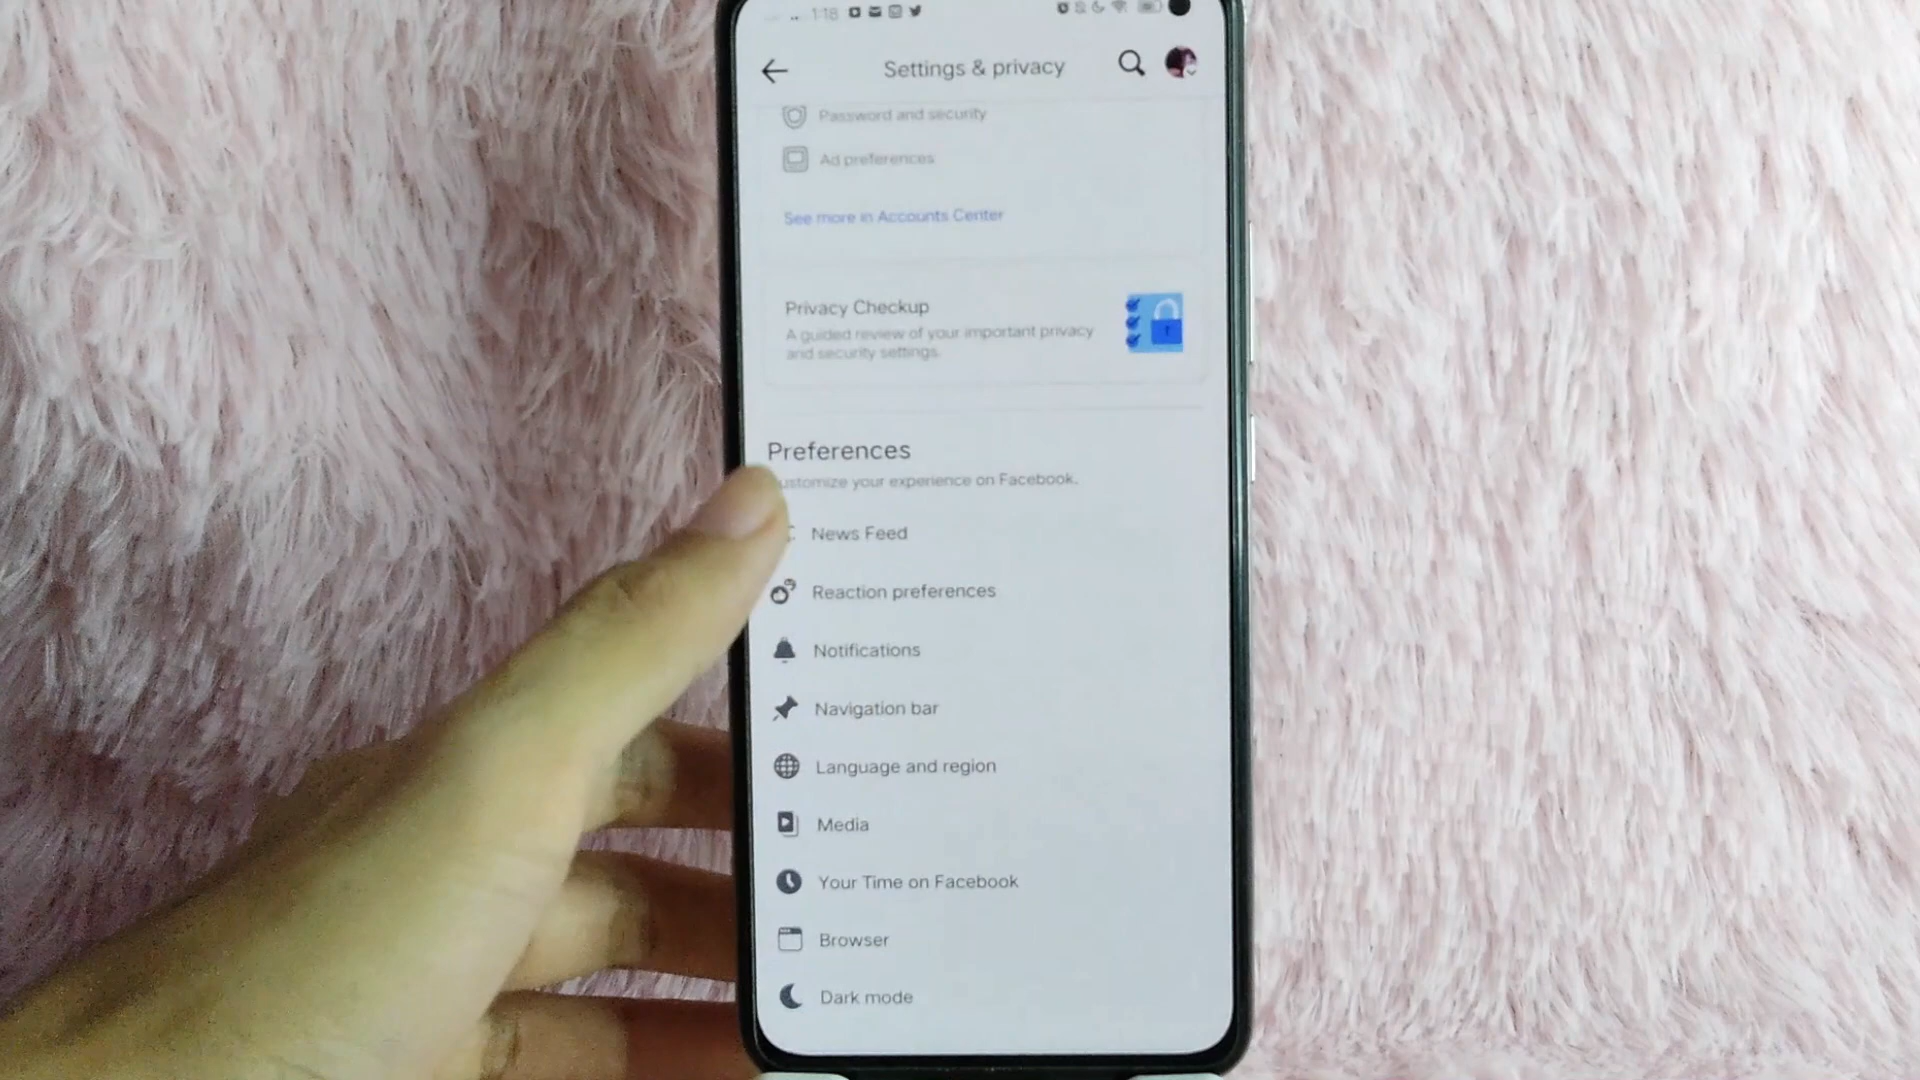 1:18
Settings & privacy
Password and security
Ad preferences
See more in Accounts Center
Privacy Checkup
A guided review of your important privacy
and security settings.
Preferences
ustomize your experience on Facebook.
News Feed
Reaction preferences
Notifications
Navigation bar
Language and region
Media
Your Time on Facebook
Browser
Dark mode